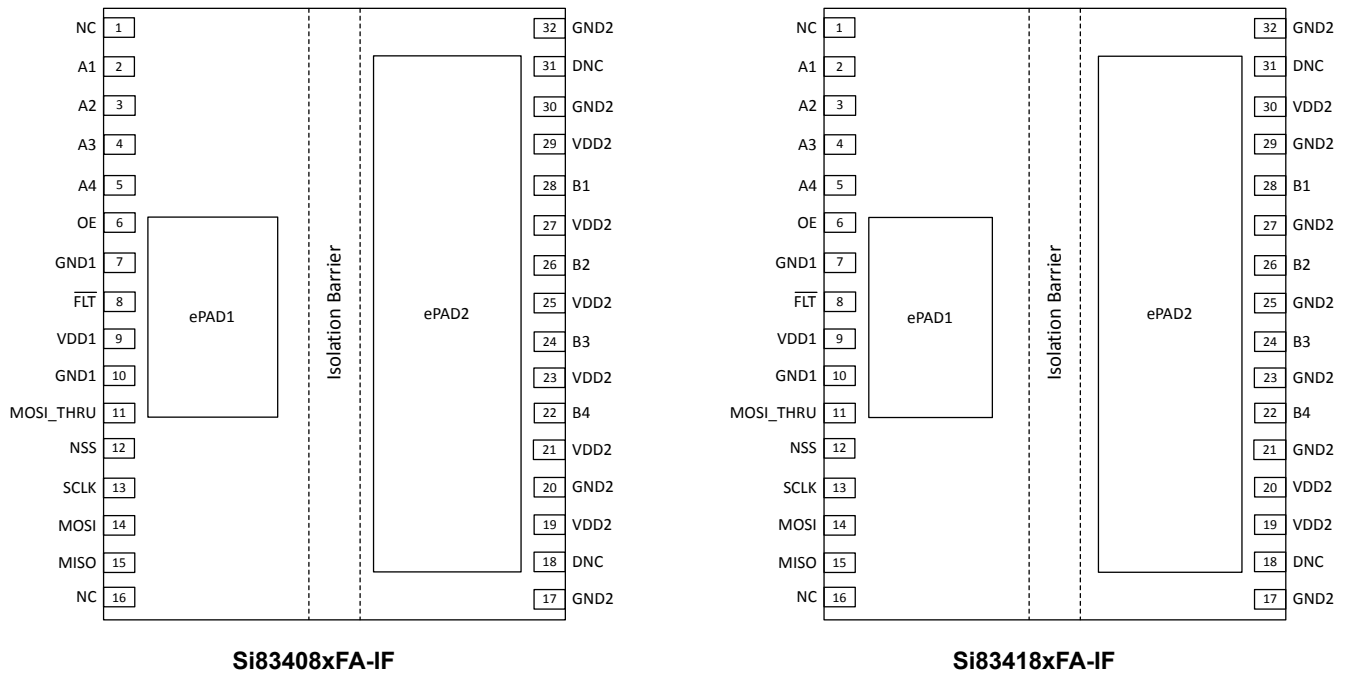 NC 1
A1 2
A2 3
A3 4
A4 5
OE 6
GND1 7
FLT 8
VDD1 9
GND1 10
MOSI_THRU 11
NSS 12
SCLK 13
MOSI 14
MISO 15
NC 16
ePAD1
Isolation Barrier
ePAD2
32 GND2
31 DNC
30 GND2
29 VDD2
28 B1
27 VDD2
26 B2
25 VDD2
24 B3
23 VDD2
22 B4
21 VDD2
20 GND2
19 VDD2
18 DNC
17 GND2
Si83408xFA-IF
NC 1
A1 2
A2 3
A3 4
A4 5
OE 6
GND1 7
FLT 8
VDD1 9
GND1 10
MOSI_THRU 11
NSS 12
SCLK 13
MOSI 14
MISO 15
NC 16
ePAD1
Isolation Barrier
ePAD2
32 GND2
31 DNC
30 VDD2
29 GND2
28 B1
27 GND2
26 B2
25 GND2
24 B3
23 GND2
22 B4
21 GND2
20 VDD2
19 VDD2
18 DNC
17 GND2
Si83418xFA-IF